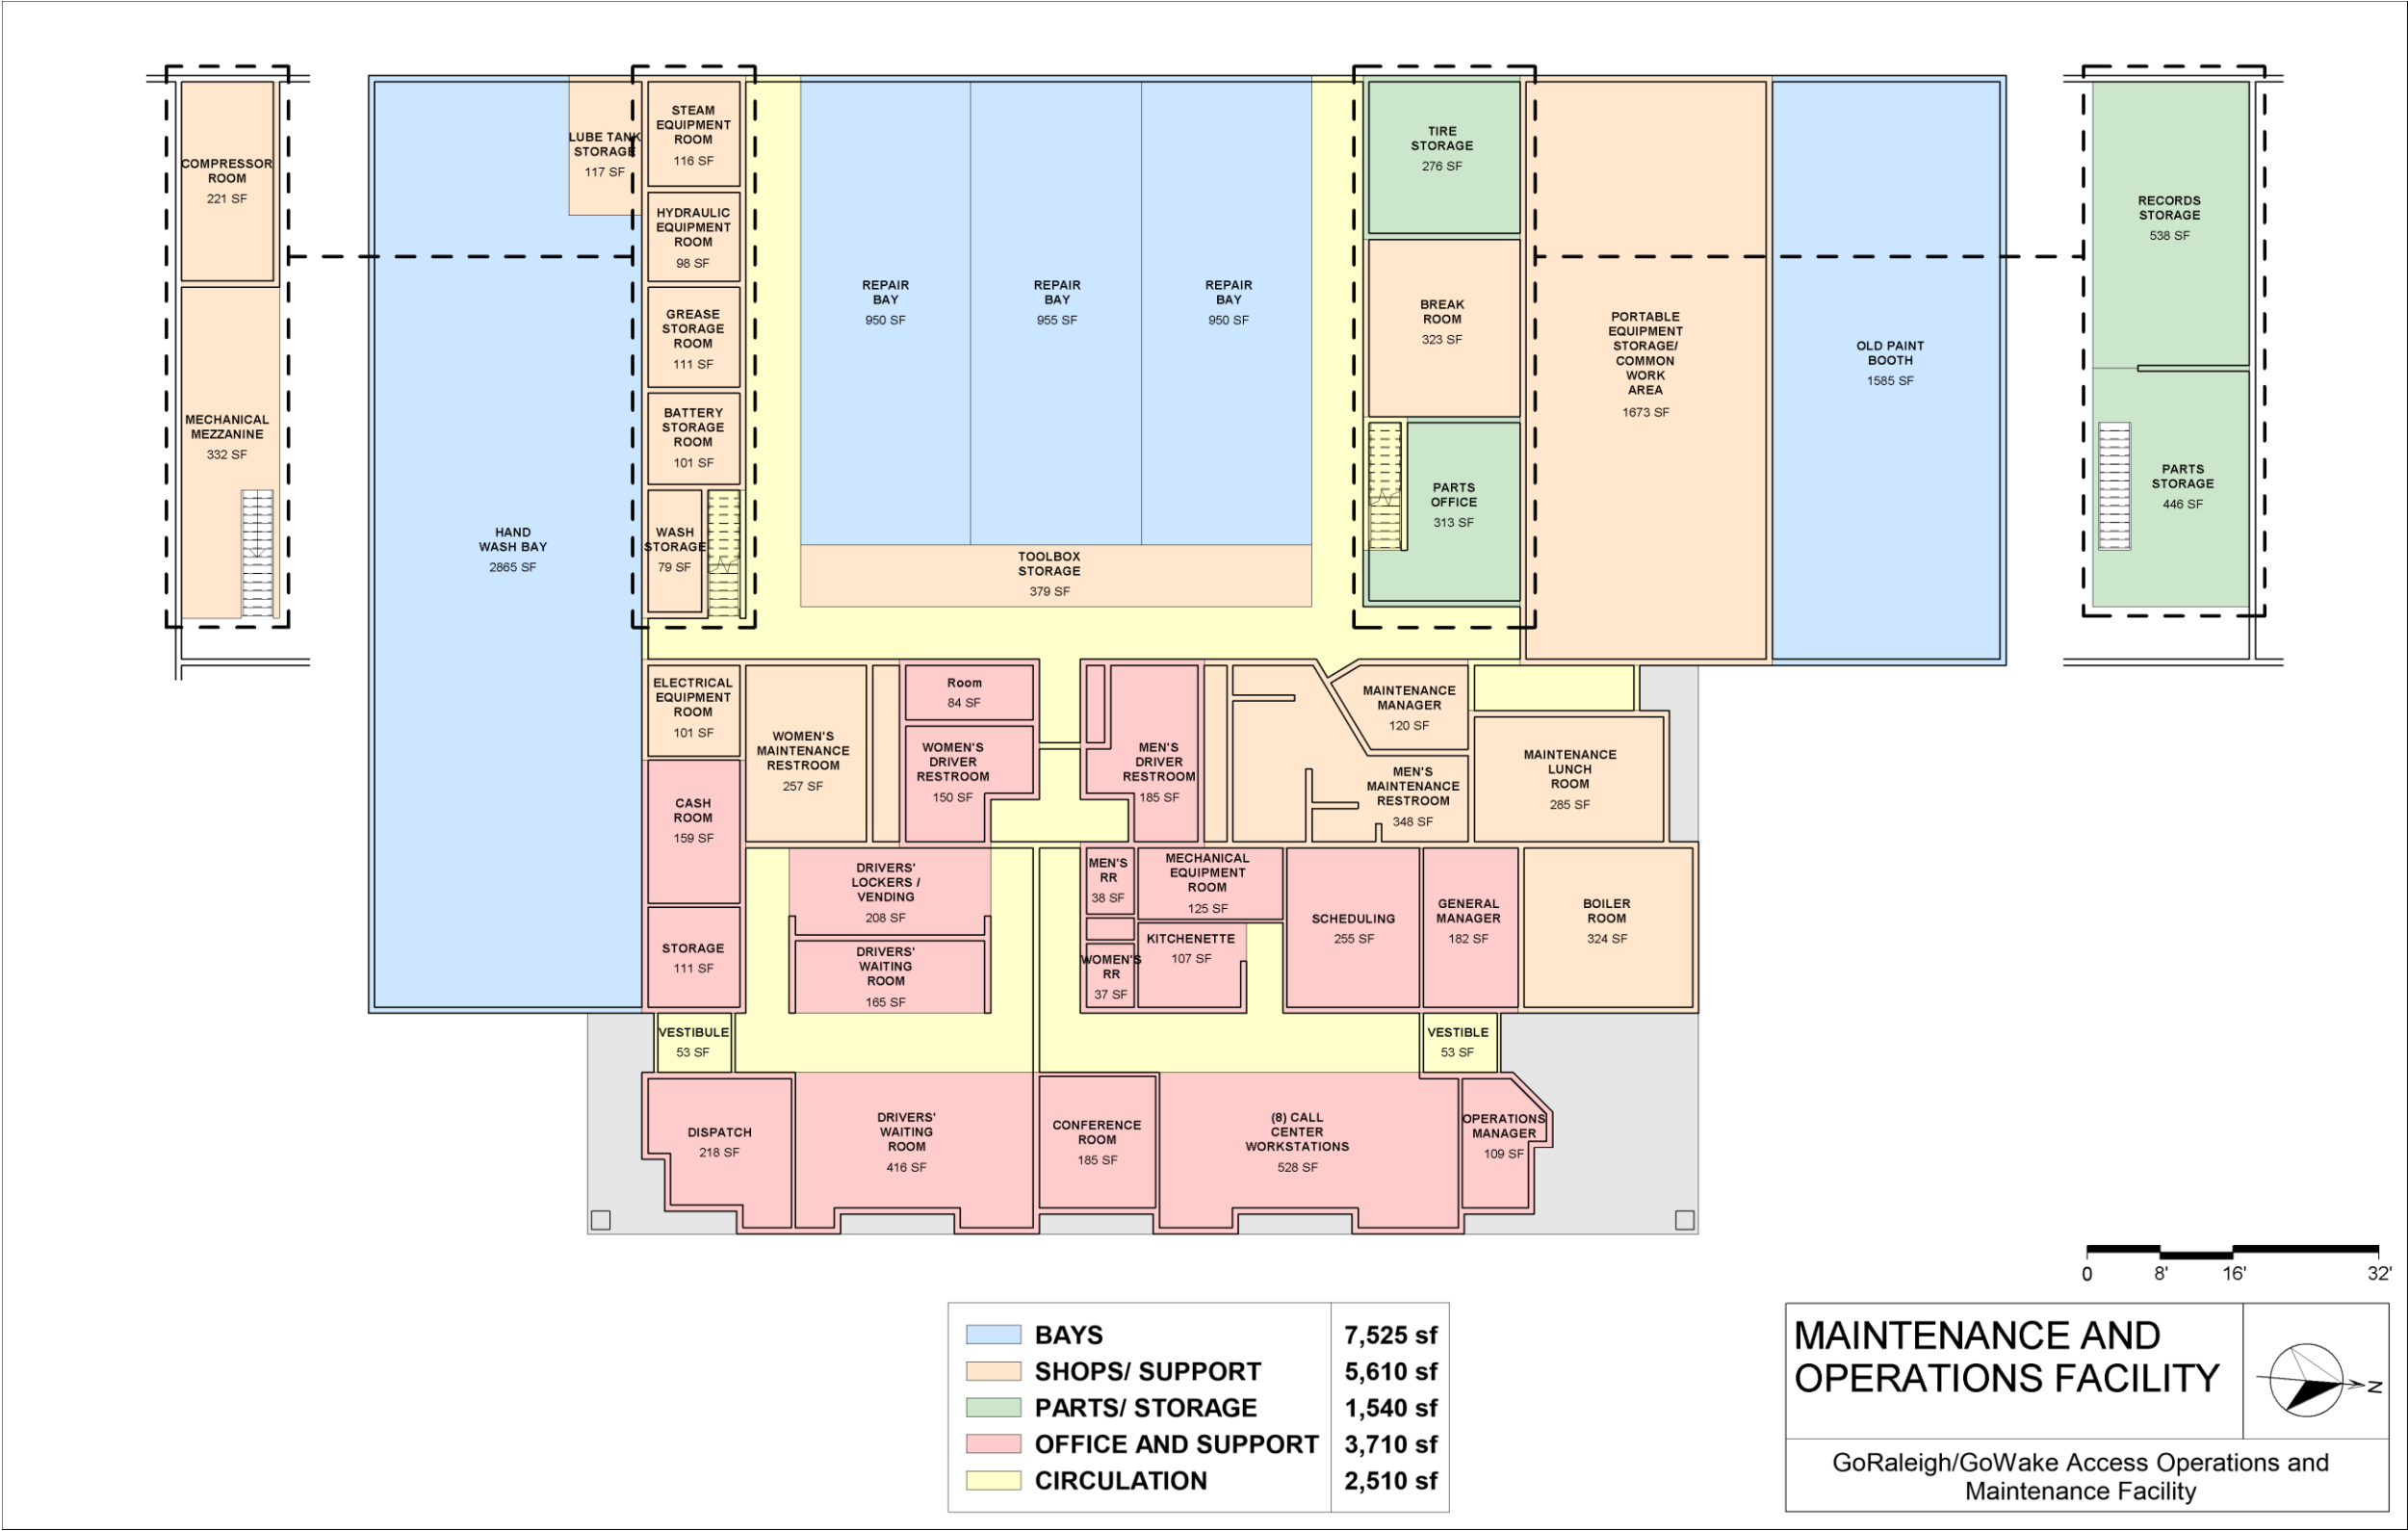 COMPRESSOR
ROOM
221 SF
MECHANICAL
MEZZANINE
332 SF
HAND
WASH BAY
2865 SF
LUBE TANK
STORAGE
117 SF
STEAM
EQUIPMENT
ROOM
116 SF
HYDRAULIC
EQUIPMENT
ROOM
98 SF
GREASE
STORAGE
ROOM
111 SF
BATTERY
STORAGE
ROOM
101 SF
WASH
STORAGE
79 SF
REPAIR
BAY
950 SF
REPAIR
BAY
955 SF
REPAIR
BAY
950 SF
TOOLBOX
STORAGE
379 SF
TIRE
STORAGE
276 SF
BREAK
ROOM
323 SF
PARTS
OFFICE
313 SF
PORTABLE
EQUIPMENT
STORAGE/
COMMON
WORK
AREA
1673 SF
OLD PAINT
BOOTH
1585 SF
RECORDS
STORAGE
538 SF
PARTS
STORAGE
446 SF
ELECTRICAL
EQUIPMENT
ROOM
101 SF
WOMEN'S
MAINTENANCE
RESTROOM
257 SF
Room
84 SF
WOMEN'S
DRIVER
RESTROOM
150 SF
MEN'S
DRIVER
RESTROOM
185 SF
MAINTENANCE
MANAGER
120 SF
MEN'S
MAINTENANCE
RESTROOM
348 SF
MAINTENANCE
LUNCH
ROOM
285 SF
CASH
ROOM
159 SF
STORAGE
111 SF
DRIVERS'
LOCKERS /
VENDING
208 SF
DRIVERS'
WAITING
ROOM
165 SF
MEN'S
RR
38 SF
WOMEN'S
RR
37 SF
MECHANICAL
EQUIPMENT
ROOM
125 SF
KITCHENETTE
107 SF
SCHEDULING
255 SF
GENERAL
MANAGER
182 SF
BOILER
ROOM
324 SF
VESTIBULE
53 SF
VESTIBLE
53 SF
DISPATCH
218 SF
DRIVERS'
WAITING
ROOM
416 SF
CONFERENCE
ROOM
185 SF
(8) CALL
CENTER
WORKSTATIONS
528 SF
OPERATIONS
MANAGER
109 SF
0 8' 16' 32'
BAYS 7,525 sf
SHOPS/ SUPPORT 5,610 sf
PARTS/ STORAGE 1,540 sf
OFFICE AND SUPPORT 3,710 sf
CIRCULATION 2,510 sf
MAINTENANCE AND
OPERATIONS FACILITY
N
GoRaleigh/GoWake Access Operations and
Maintenance Facility